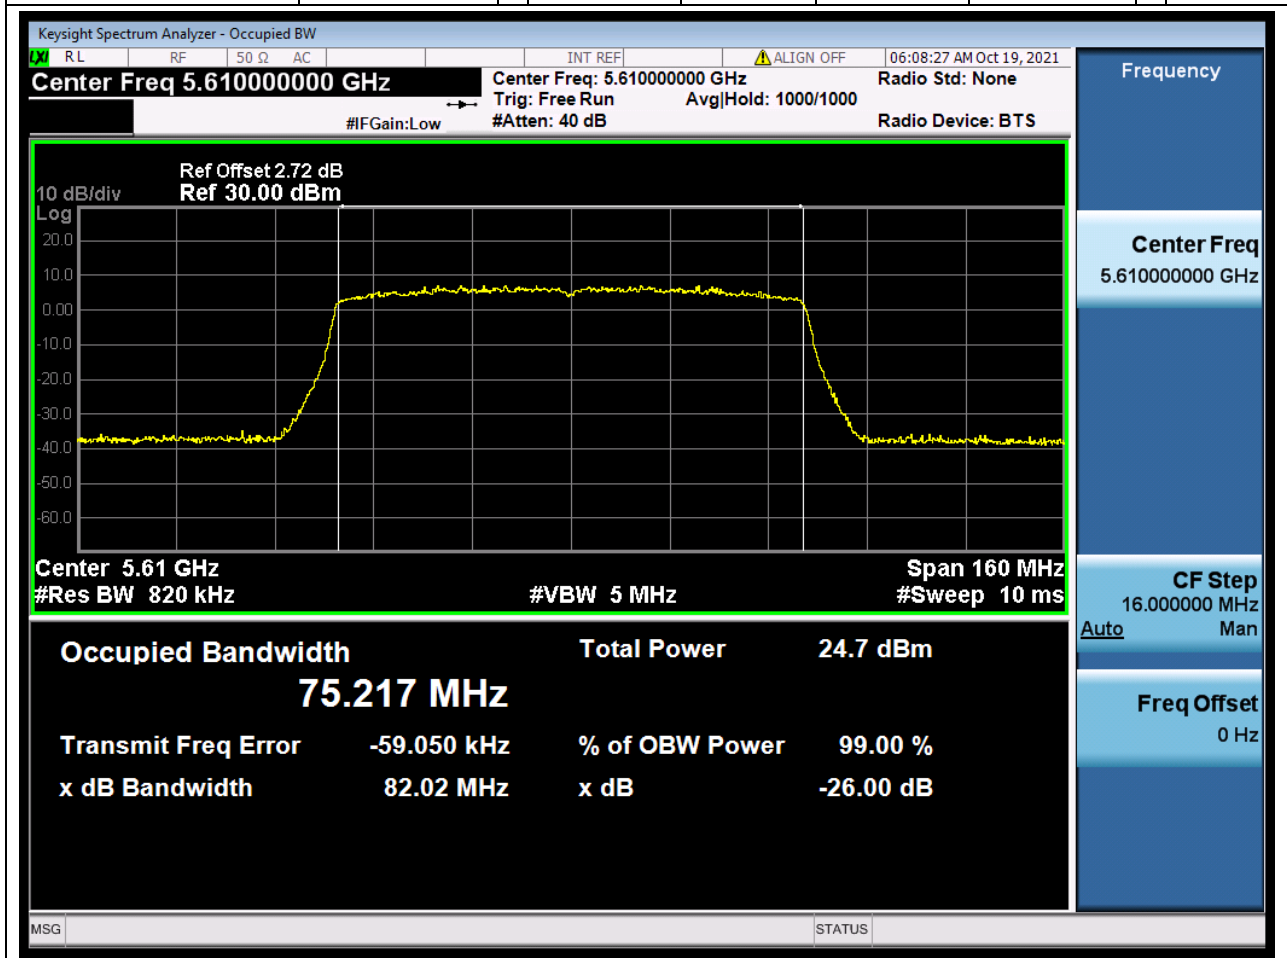 Keysight Spectrum Analyzer - Occupied BW
LXI RL RF 50 Ω AC INT REF ALIGN OFF 06:08:27 AM Oct 19, 2021
Center Freq 5.610000000 GHz
Center Freq: 5.610000000 GHz
Radio Std: None
Trig: Free Run
Avg|Hold: 1000/1000
#IFGain:Low
#Atten: 40 dB
Radio Device: BTS
Ref Offset 2.72 dB
10 dB/div
Ref 30.00 dBm
Log
20.0
10.0
0.00
-10.0
-20.0
-30.0
-40.0
-50.0
-60.0
Center 5.61 GHz
Span 160 MHz
#Res BW 820 kHz
#VBW 5 MHz
#Sweep 10 ms
Occupied Bandwidth
75.217 MHz
Total Power 24.7 dBm
Transmit Freq Error -59.050 kHz
% of OBW Power 99.00 %
x dB Bandwidth 82.02 MHz
x dB -26.00 dB
Frequency
Center Freq
5.610000000 GHz
CF Step
16.000000 MHz
Auto Man
Freq Offset
0 Hz
MSG
STATUS